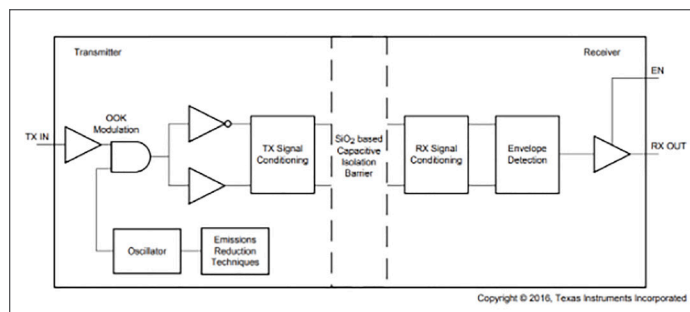 Transmitter
Receiver
EN
OOK
Modulation
TX IN
TX Signal
Conditioning
SiO2 based
Capacitive
Isolation
Barrier
RX Signal
Conditioning
Envelope
Detection
RX OUT
Oscillator
Emissions
Reduction
Techniques
Copyright © 2016, Texas Instruments Incorporated